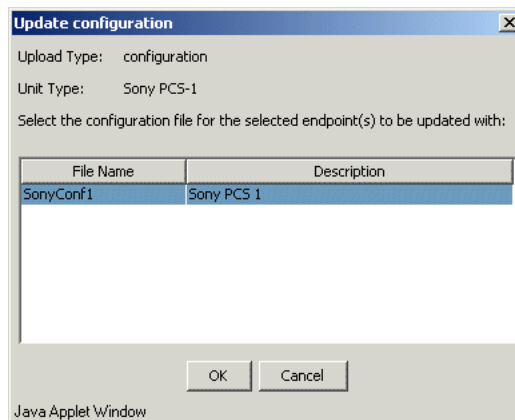 Update configuration
Upload Type: configuration
Unit Type: Sony PCS-1
Select the configuration file for the selected endpoint(s) to be updated with:
File Name Description
SonyConf1 Sony PCS 1
OK Cancel
Java Applet Window